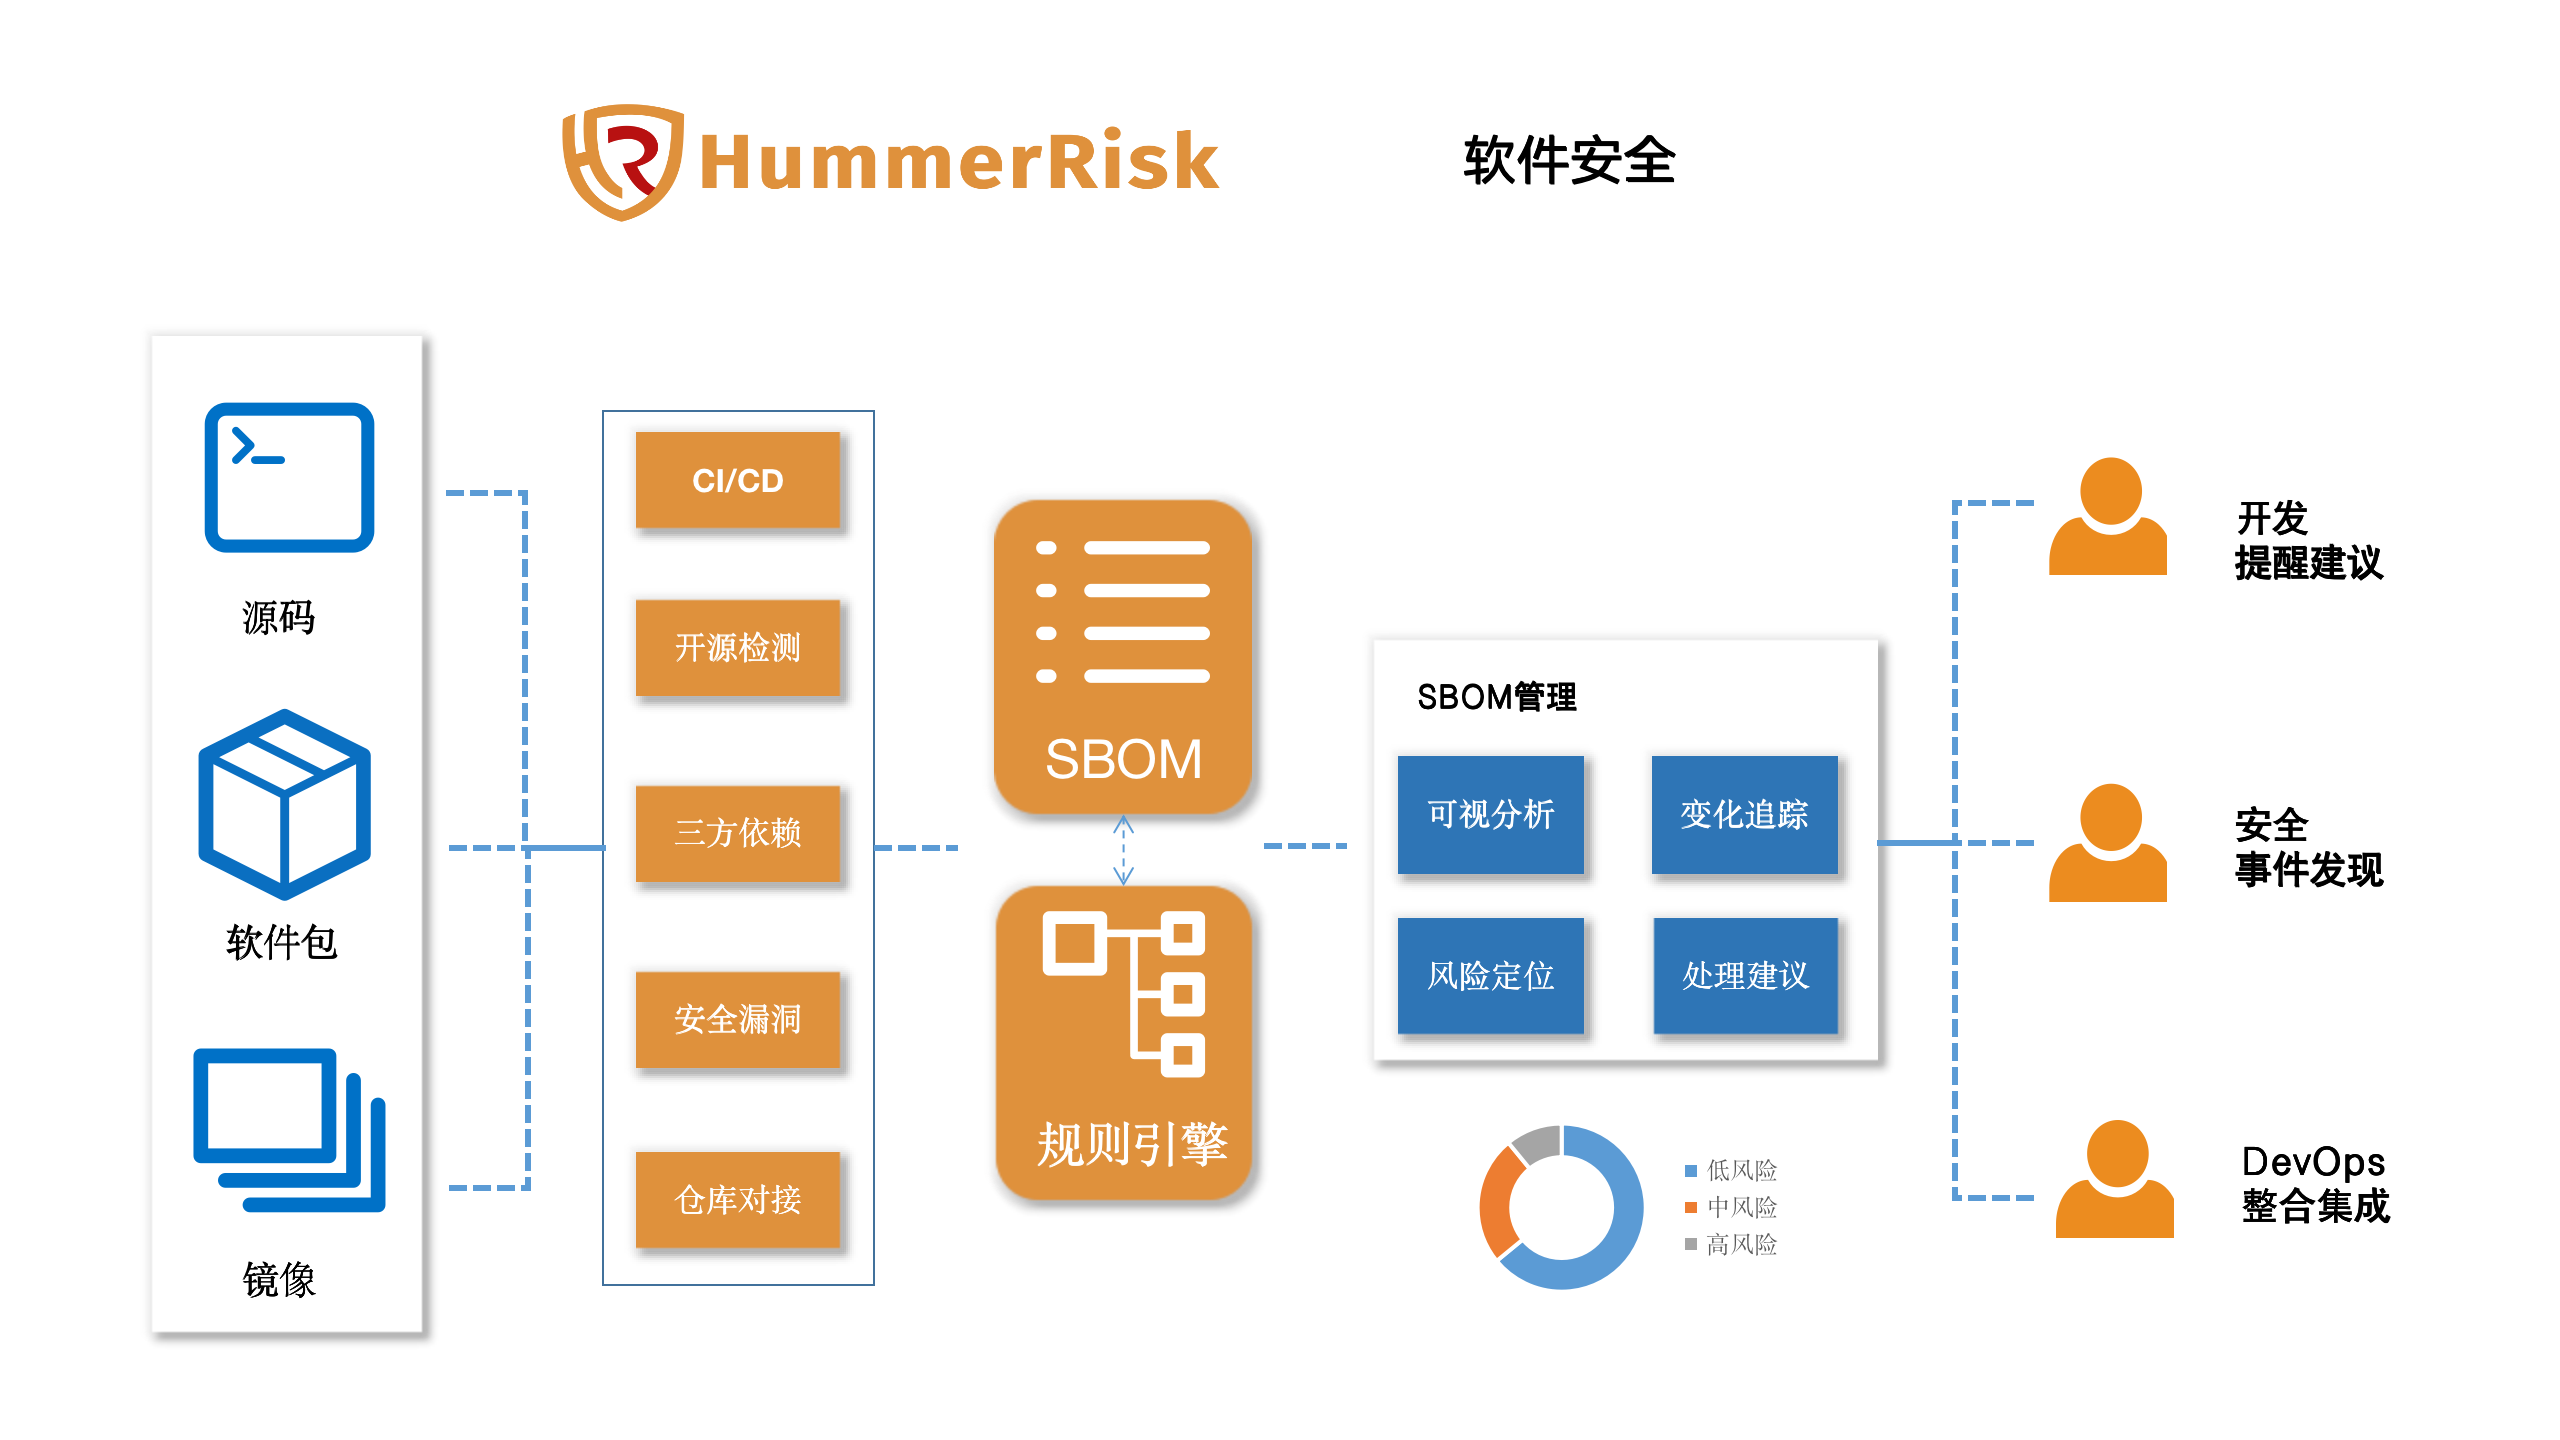 HummerRisk
软件安全
源码
软件包
镜像
CI/CD
开源检测
三方依赖
安全漏洞
仓库对接
SBOM
规则引擎
SBOM管理
可视分析
变化追踪
风险定位
处理建议
低风险
中风险
高风险
开发
提醒建议
安全
事件发现
DevOps
整合集成